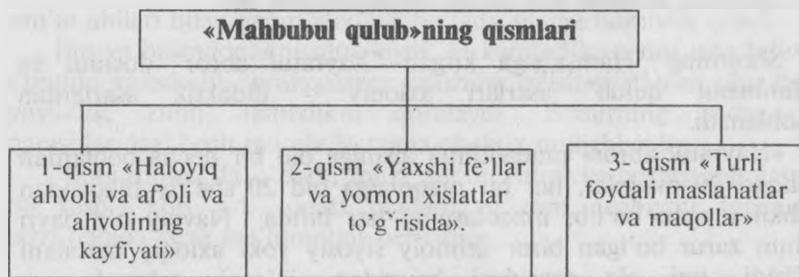 «Mahbubul qulub»ning qismlari
1-qism «Haloyiq
ahvoli va af’oli va
ahvolining
kayfiyati»
2-qism «Yaxshi fe’llar
va yomon xislatlar
to‘g‘risida».
3- qism «Turli
foydali maslahatlar
va maqollar»